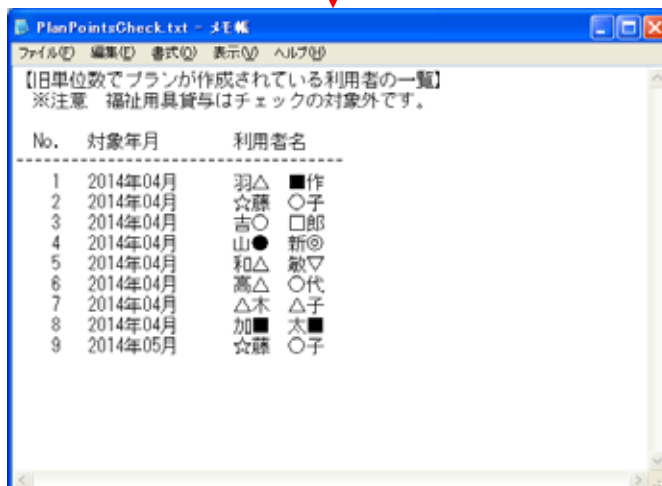 PlanPointsCheck.txt - メモ帳
ファイル(F) 編集(E) 書式(O) 表示(V) ヘルプ(H)
【旧単位数でプランが作成されている利用者の一覧】
※注意 福祉用具貸与はチェックの対象外です。
No. 対象年月 利用者名
----------------------------------------
1 2014年04月 羽△ ■作
2 2014年04月 ☆藤 ○子
3 2014年04月 吉○ □郎
4 2014年04月 山● 新◎
5 2014年04月 和△ 敏▽
6 2014年04月 高△ ○代
7 2014年04月 △木 △子
8 2014年04月 加■ 太■
9 2014年05月 ☆藤 ○子